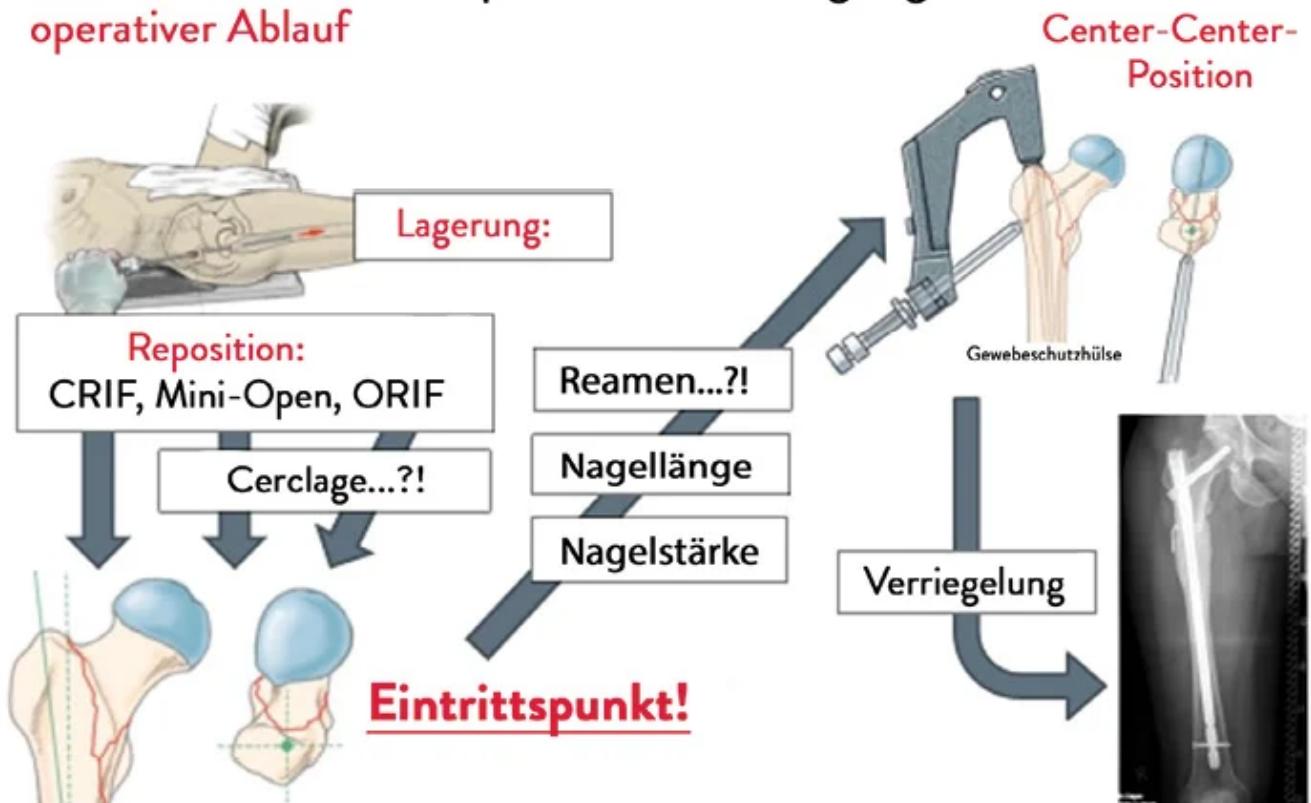 operativer Ablauf
Center-Center-
Position
Lagerung:
Reposition:
CRIF, Mini-Open, ORIF
Cerclage...?!
Reamen...?!
Nagellänge
Nagelstärke
Gewebeschutzhülse
Verriegelung
Eintrittspunkt!